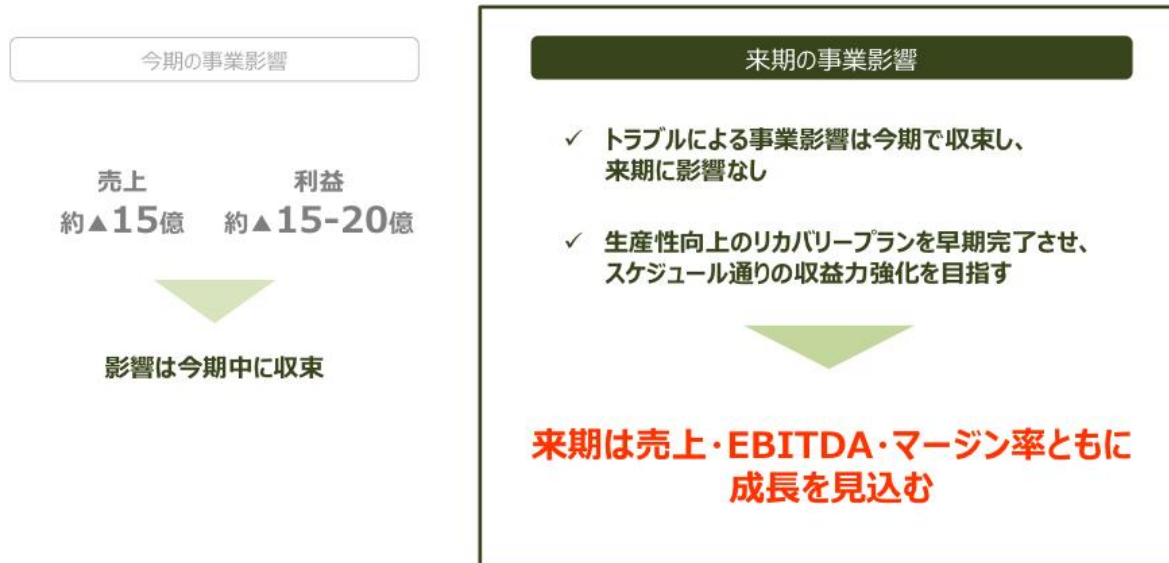 今期の事業影響
売上 利益
約▲15億 約▲15-20億
影響は今期中に収束
来期の事業影響
✓ トラブルによる事業影響は今期で収束し、
来期に影響なし
✓ 生産性向上のリカバリープランを早期完了させ、
スケジュール通りの収益力強化を目指す
来期は売上・EBITDA・マージン率ともに
成長を見込む